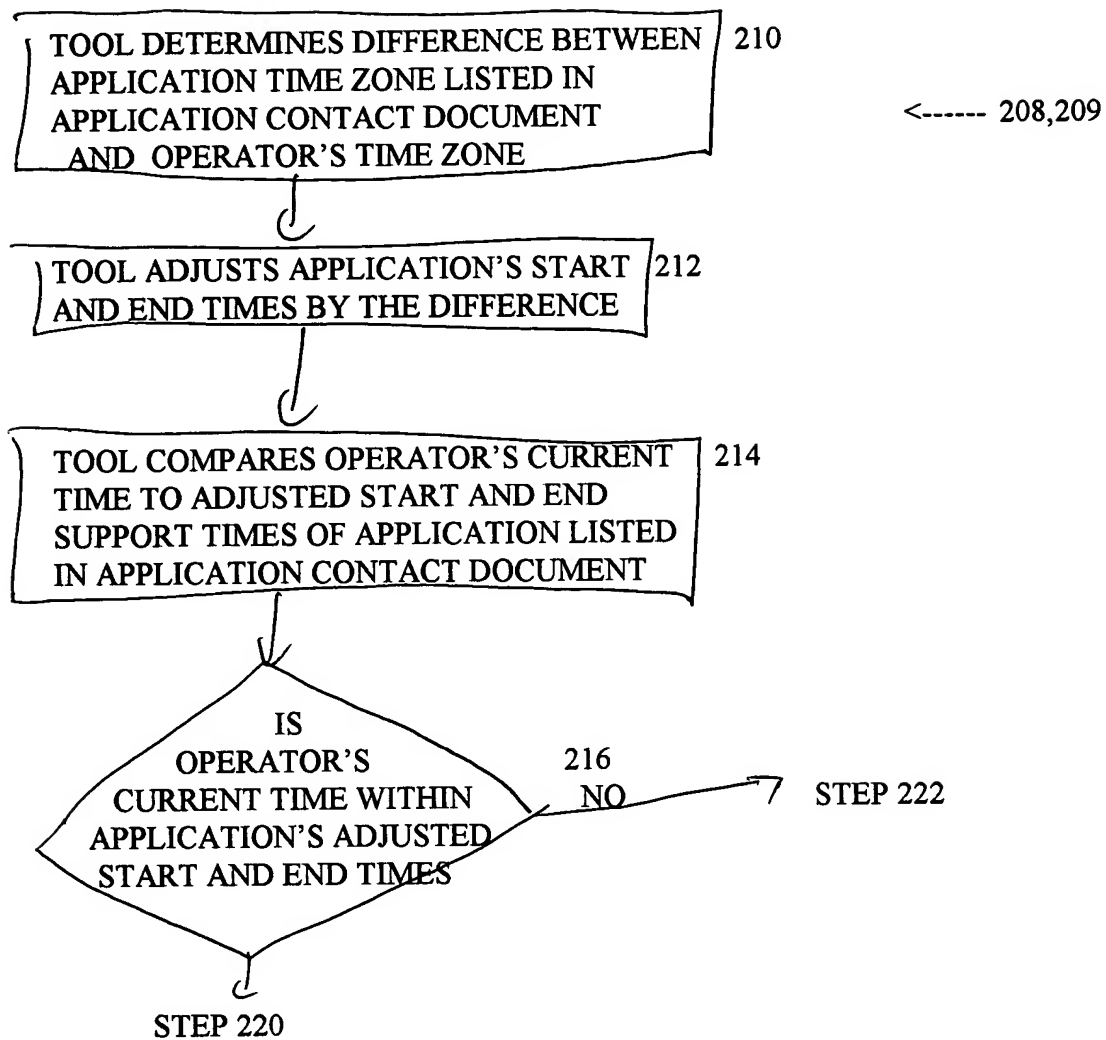 TOOL DETERMINES DIFFERENCE BETWEEN 210
APPLICATION TIME ZONE LISTED IN
APPLICATION CONTACT DOCUMENT <------ 208,209
AND OPERATOR'S TIME ZONE
TOOL ADJUSTS APPLICATION'S START 212
AND END TIMES BY THE DIFFERENCE
TOOL COMPARES OPERATOR'S CURRENT 214
TIME TO ADJUSTED START AND END
SUPPORT TIMES OF APPLICATION LISTED
IN APPLICATION CONTACT DOCUMENT
IS
OPERATOR'S 216
CURRENT TIME WITHIN NO STEP 222
APPLICATION'S ADJUSTED
START AND END TIMES
STEP 220